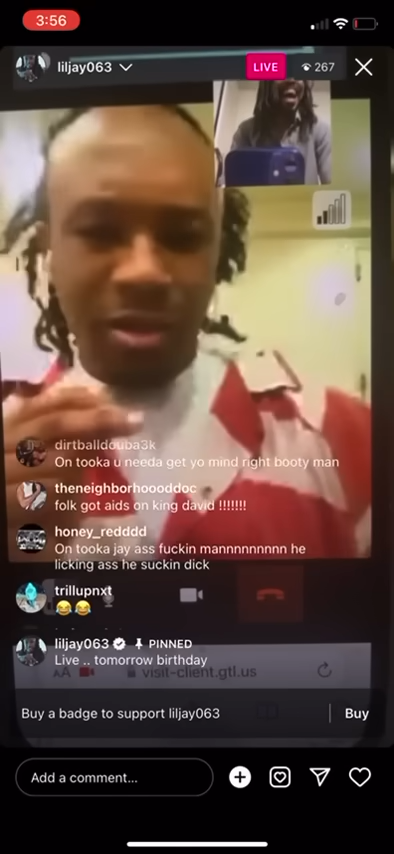 3:56
liljay063
LIVE
267
dirtballdouba3k
On tooka u needa get yo mind right booty man
theneighborhoooddoc
folk got aids on king david !!!!!!!
honey_redddd
On tooka jay ass fuckin mannnnnnnnn he
licking ass he suckin dick
trillupnxt
😂😂
liljay063 PINNED
Live .. tomorrow birthday
AA visit-client.gtl.us
Buy a badge to support liljay063
Buy
Add a comment...